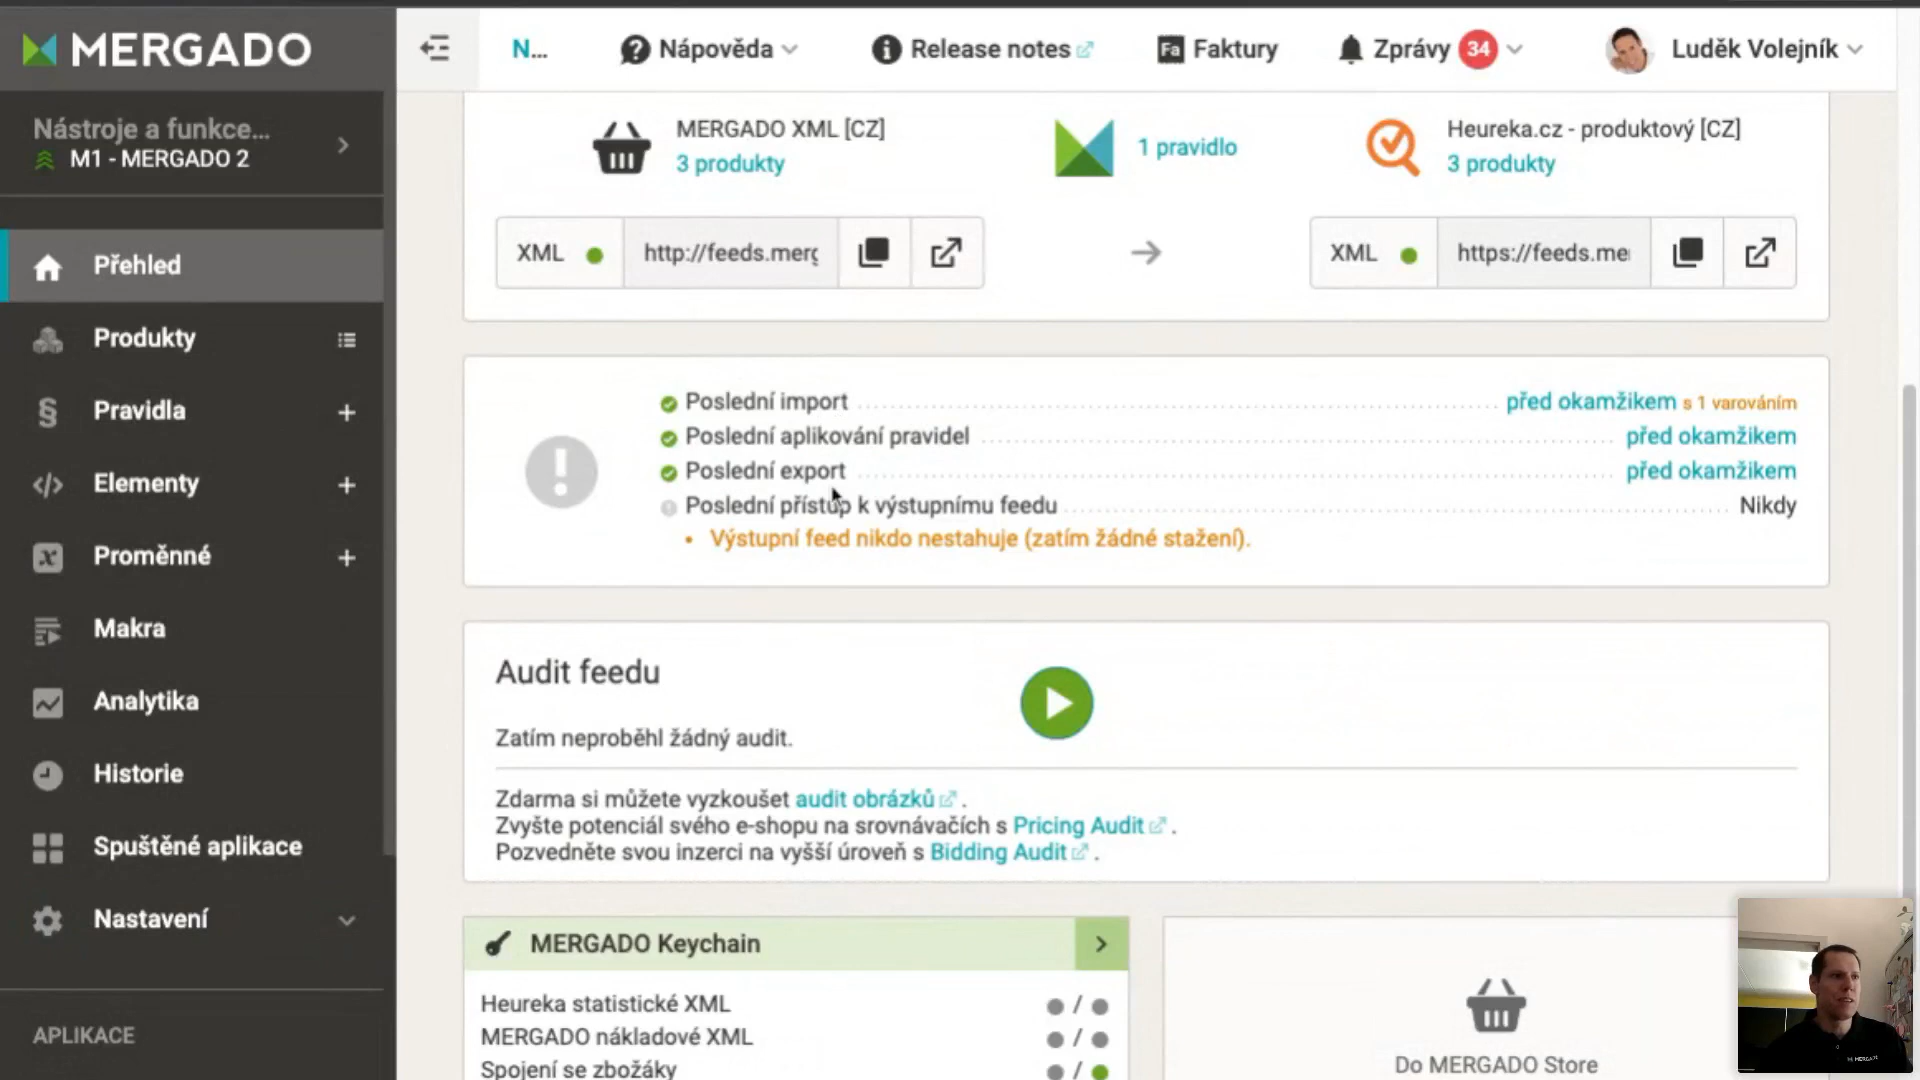 MERGADO
N...
Nápověda
Release notes
Fa Faktury
Zprávy 34
Luděk Volejník
Nástroje a funkce...
M1 - MERGADO 2
Přehled
Produkty
Pravidla
Elementy
Proměnné
Makra
Analytika
Historie
Spuštěné aplikace
Nastavení
APLIKACE
MERGADO XML [CZ]
3 produkty
1 pravidlo
Heureka.cz - produktový [CZ]
3 produkty
XML
http://feeds.merg
XML
https://feeds.me
Poslední import před okamžikem s 1 varováním
Poslední aplikování pravidel před okamžikem
Poslední export před okamžikem
Poslední přístup k výstupnímu feedu Nikdy
Výstupní feed nikdo nestahuje (zatím žádné stažení).
Audit feedu
Zatím neproběhl žádný audit.
Zdarma si můžete vyzkoušet audit obrázků .
Zvyšte potenciál svého e-shopu na srovnávačích s Pricing Audit .
Pozvedněte svou inzerci na vyšší úroveň s Bidding Audit .
MERGADO Keychain
Heureka statistické XML /
MERGADO nákladové XML /
Spojení se zbožáky /
Do MERGADO Store